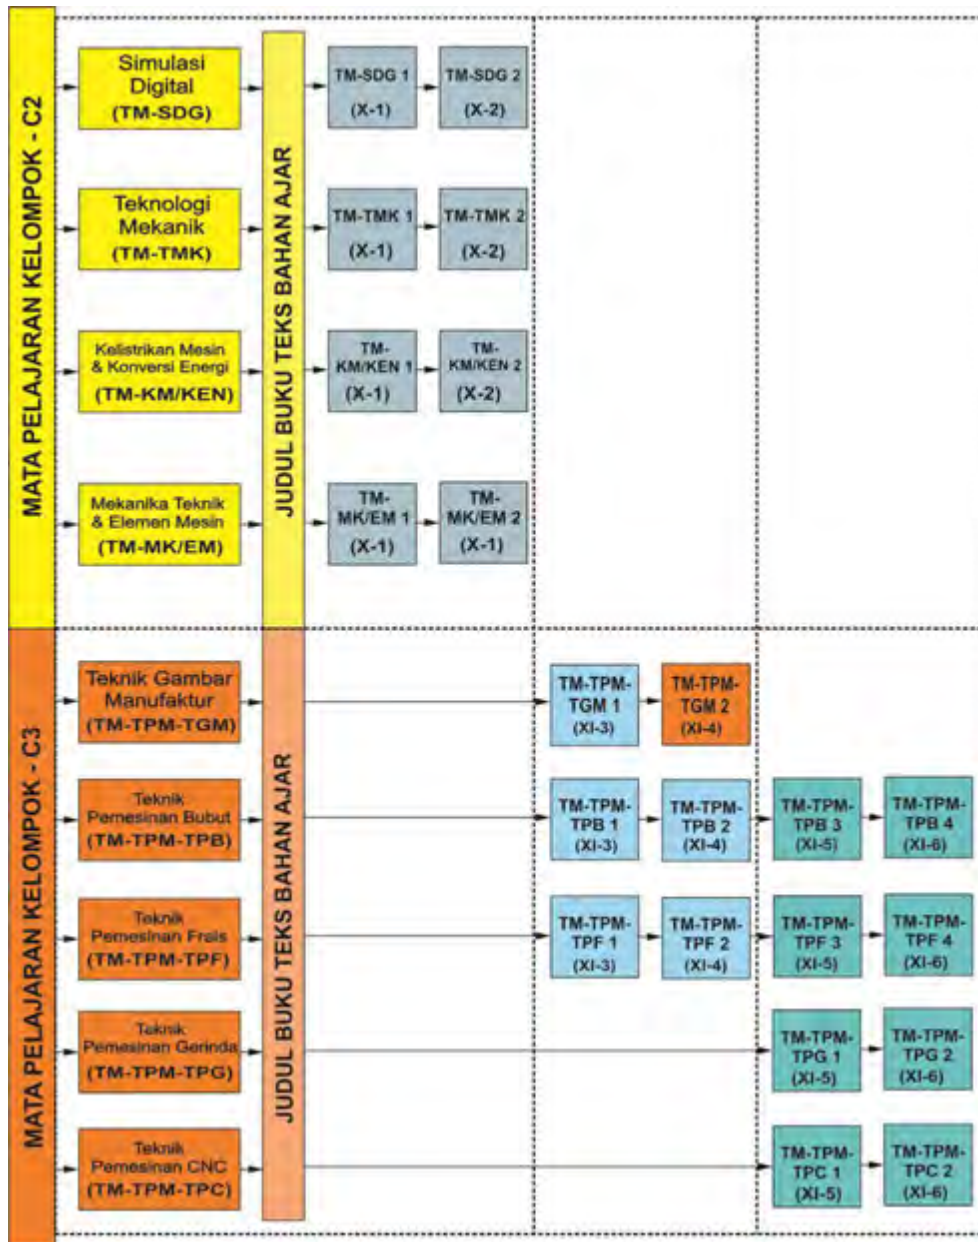 MATA PELAJARAN KELOMPOK - C2
Simulasi
Digital
(TM-SDG)
JUDUL BUKU TEKS BAHAN AJAR
TM-SDG 1
(X-1)
TM-SDG 2
(X-2)
Teknologi
Mekanik
(TM-TMK)
TM-TMK 1
(X-1)
TM-TMK 2
(X-2)
Kelistrikan Mesin
& Konversi Energi
(TM-KM/KEN)
TM-
KM/KEN 1
(X-1)
TM-
KM/KEN 2
(X-2)
Mekanika Teknik
& Elemen Mesin
(TM-MK/EM)
TM-
MK/EM 1
(X-1)
TM-
MK/EM 2
(X-1)
MATA PELAJARAN KELOMPOK - C3
Teknik Gambar
Manufaktur
(TM-TPM-TGM)
JUDUL BUKU TEKS BAHAN AJAR
TM-TPM-
TGM 1
(XI-3)
TM-TPM-
TGM 2
(XI-4)
Teknik
Pemesinan Bubut
(TM-TPM-TPB)
TM-TPM-
TPB 1
(XI-3)
TM-TPM-
TPB 2
(XI-4)
TM-TPM-
TPB 3
(XI-5)
TM-TPM-
TPB 4
(XI-6)
Teknik
Pemesinan Frais
(TM-TPM-TPF)
TM-TPM-
TPF 1
(XI-3)
TM-TPM-
TPF 2
(XI-4)
TM-TPM-
TPF 3
(XI-5)
TM-TPM-
TPF 4
(XI-6)
Teknik
Pemesinan Gerinda
(TM-TPM-TPG)
TM-TPM-
TPG 1
(XI-5)
TM-TPM-
TPG 2
(XI-6)
Teknik
Pemesinan CNC
(TM-TPM-TPC)
TM-TPM-
TPC 1
(XI-5)
TM-TPM-
TPC 2
(XI-6)